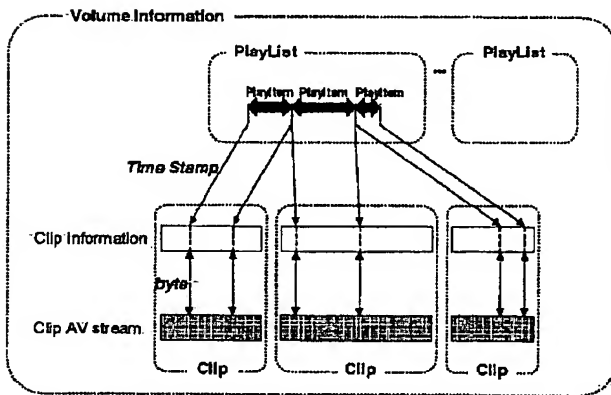 Volume Information
PlayList
PlayList
PlayItem PlayItem PlayItem
Time Stamp
Clip Information
byte
Clip AV stream
Clip
Clip
Clip